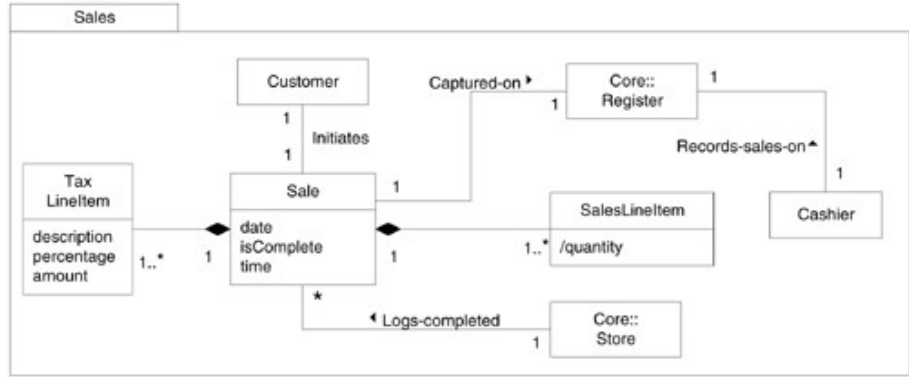 Sales
Customer
Captured-on
Core::
Register
1
1
1
Initiates
1
Records-sales-on
Tax
LineItem
description
percentage
amount
1..*
1
Sale
date
isComplete
time
1
1
*
SalesLineItem
/quantity
1..*
1
Cashier
Logs-completed
1
Core::
Store